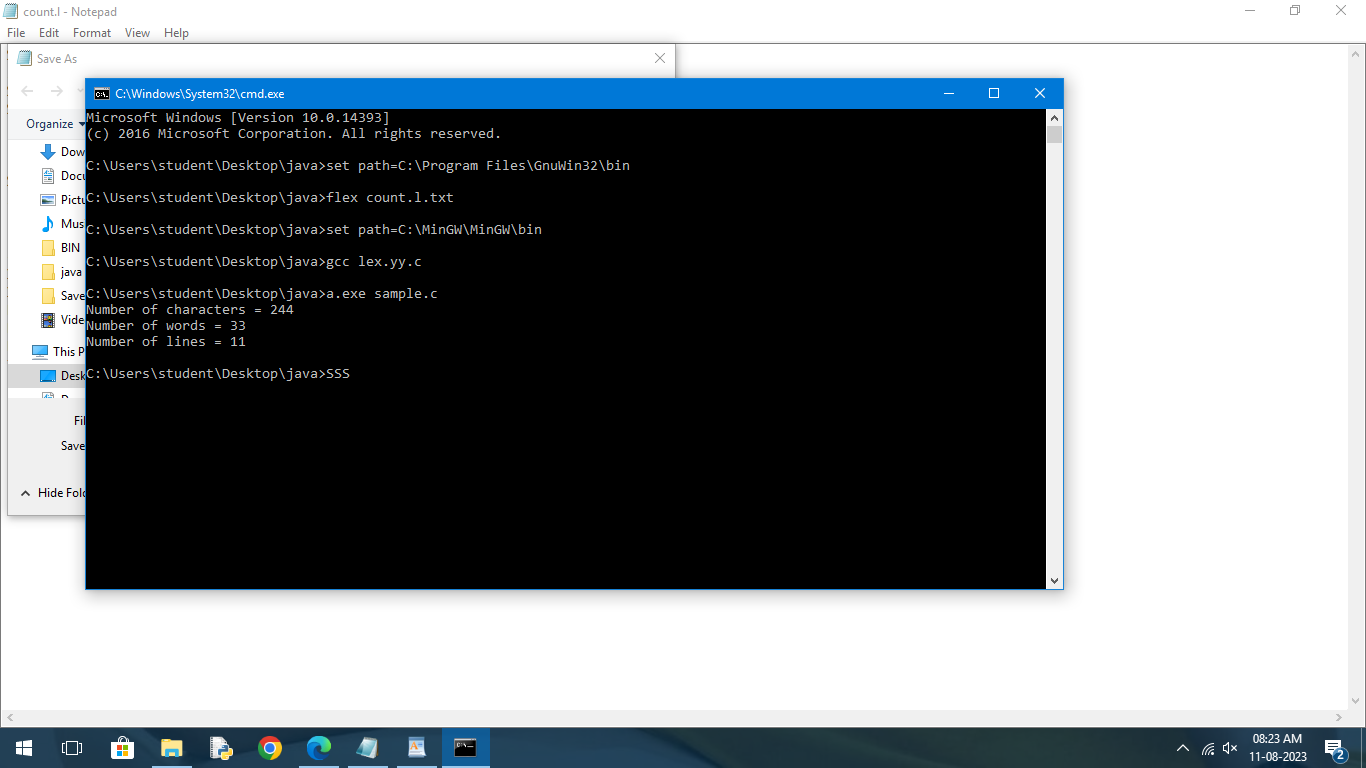 count.l - Notepad
File Edit Format View Help
Save As
C:\Windows\System32\cmd.exe
Organize
Microsoft Windows [Version 10.0.14393]
(c) 2016 Microsoft Corporation. All rights reserved.
C:\Users\student\Desktop\java>set path=C:\Program Files\GnuWin32\bin
C:\Users\student\Desktop\java>flex count.l.txt
C:\Users\student\Desktop\java>set path=C:\MinGW\MinGW\bin
C:\Users\student\Desktop\java>gcc lex.yy.c
C:\Users\student\Desktop\java>a.exe sample.c
Number of characters = 244
Number of words = 33
Number of lines = 11
C:\Users\student\Desktop\java>SSS
Dow
Docu
Pictu
Mus
BIN
java
Save
Vide
This P
Desk
Fil
Save
Hide Fold
08:23 AM
11-08-2023
2